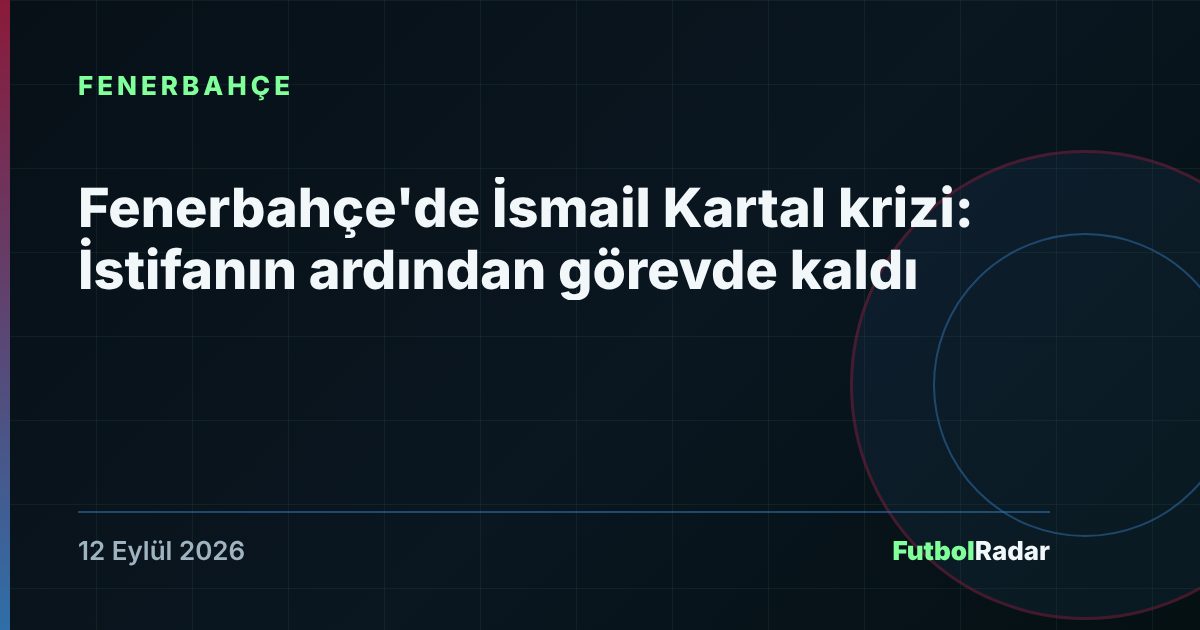 FENERBAHÇE
Fenerbahçe'de İsmail Kartal krizi:
İstifanın ardından görevde kaldı
12 Eylül 2026
FutbolRadar